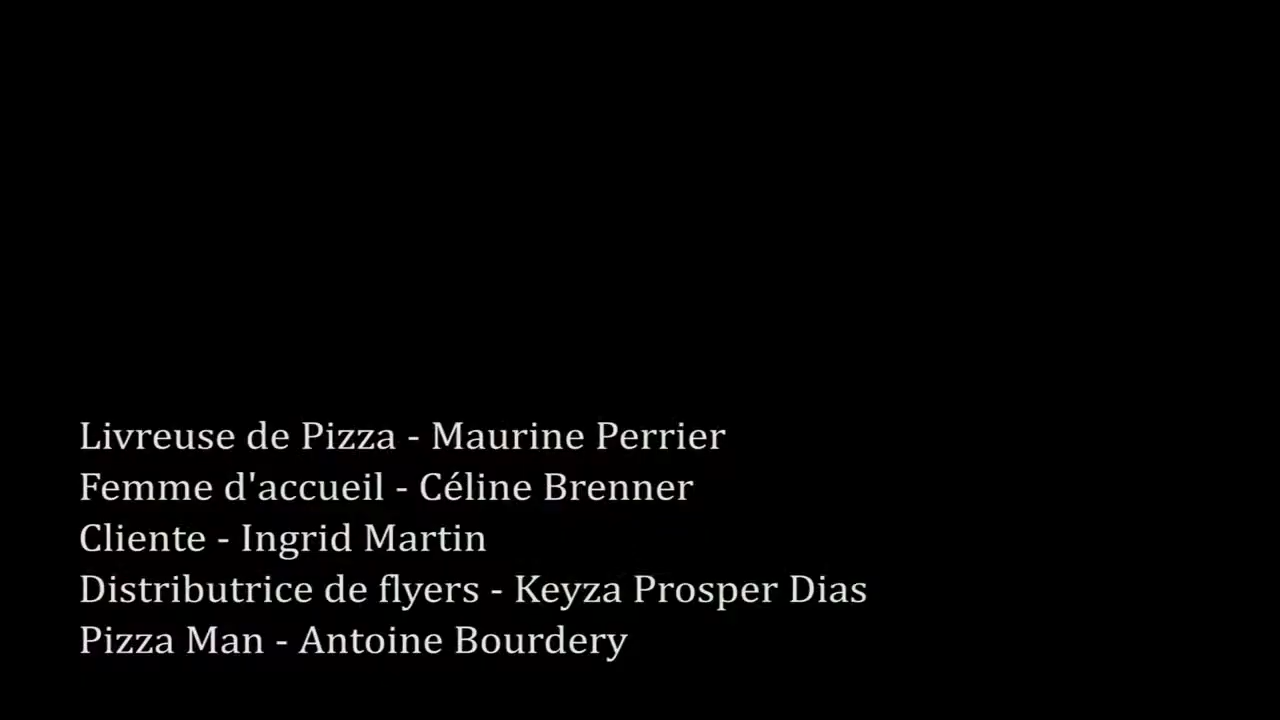 Livreuse de Pizza - Maurine Perrier
Femme d'accueil - Céline Brenner
Cliente - Ingrid Martin
Distributrice de flyers - Keyza Prosper Dias
Pizza Man - Antoine Bourdery